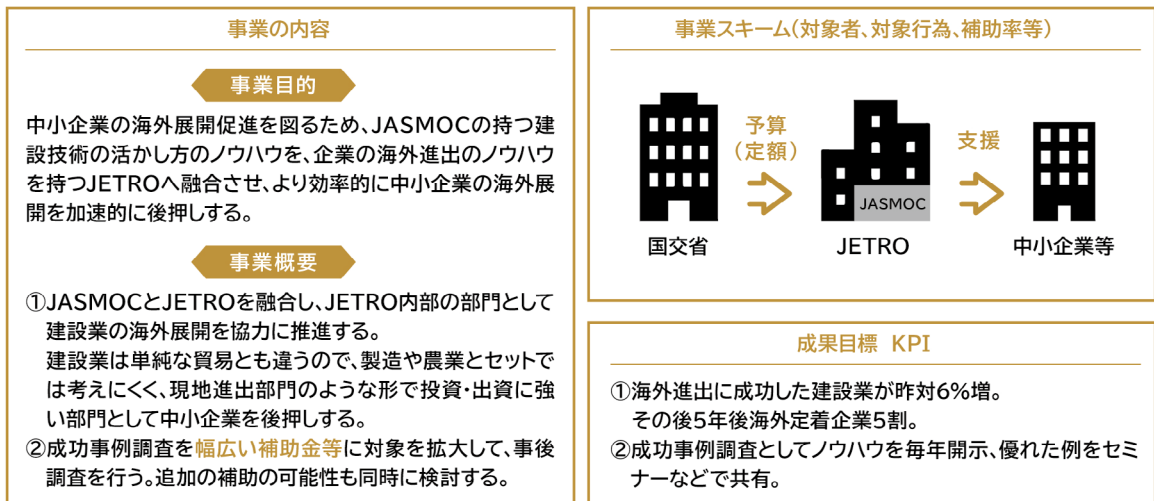 事業の内容
事業目的
中小企業の海外展開促進を図るため、JASMOCの持つ建
設技術の活かし方のノウハウを、企業の海外進出のノウハウ
を持つJETROへ融合させ、より効率的に中小企業の海外展
開を加速的に後押しする。
事業概要
①JASMOCとJETROを融合し、JETRO内部の部門として
建設業の海外展開を協力に推進する。
建設業は単純な貿易とも違うので、製造や農業とセットで
は考えにくく、現地進出部門のような形で投資・出資に強
い部門として中小企業を後押しする。
②成功事例調査を幅広い補助金等に対象を拡大して、事後
調査を行う。追加の補助の可能性も同時に検討する。
事業スキーム(対象者、対象行為、補助率等)
予算
(定額)
支援
JASMOC
国交省
JETRO
中小企業等
成果目標 KPI
①海外進出に成功した建設業が昨対6%増。
その後5年後海外定着企業5割。
②成功事例調査としてノウハウを毎年開示、優れた例をセミ
ナーなどで共有。